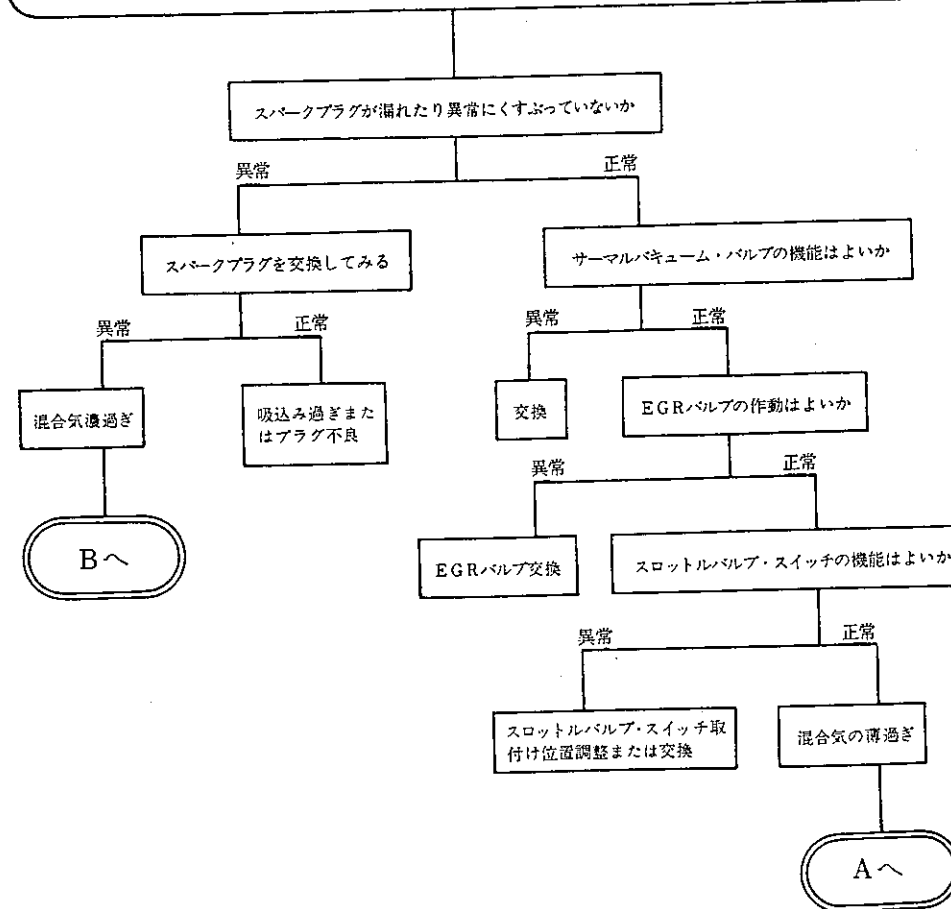 スパークプラグが漏れたり異常にくすぶっていないか
異常
正常
スパークプラグを交換してみる
サーマルバキューム・バルブの機能はよいか
異常
正常
異常
正常
混合気濃過ぎ
吸込み過ぎまた
はプラグ不良
交換
EGRバルブの作動はよいか
異常
正常
Bへ
EGRバルブ交換
スロットルバルブ・スイッチの機能はよいか
異常
正常
スロットルバルブ・スイッチ取
付け位置調整または交換
混合気の薄過ぎ
Aへ